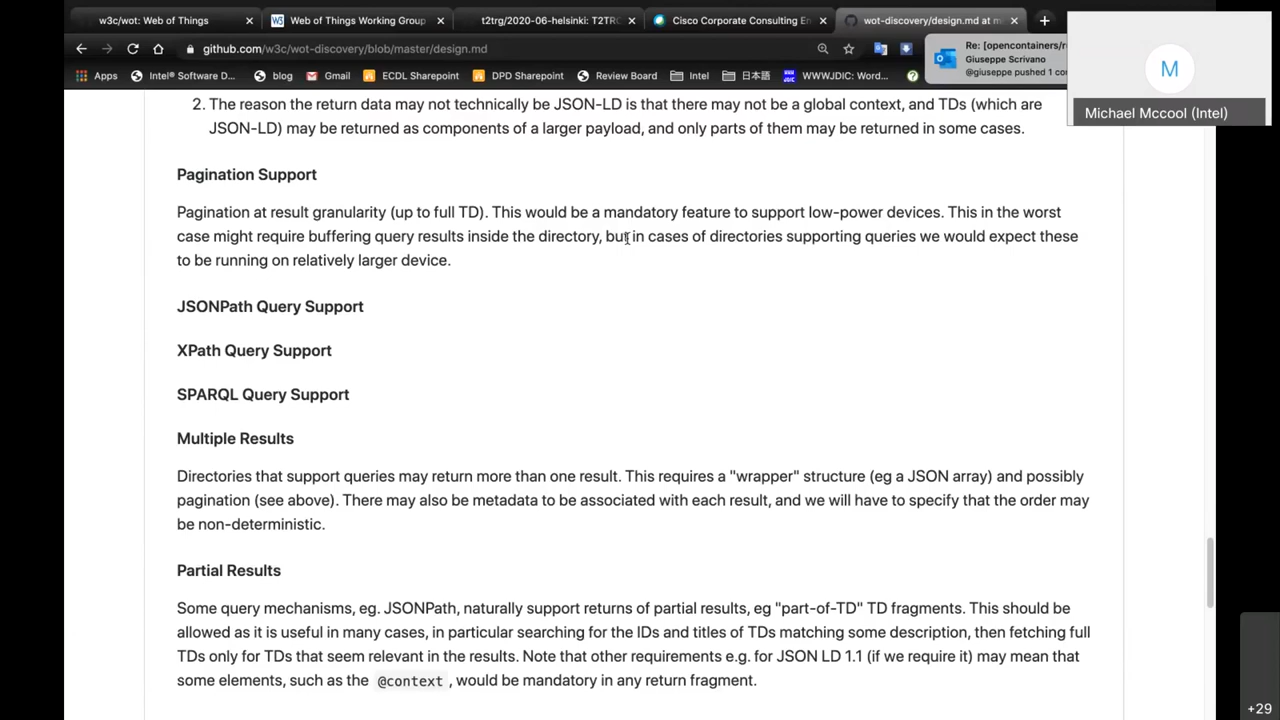 w3c/wot: Web of Things
Web of Things Working Group
t2trg/2020-06-helsinki: T2TRG
Cisco Corporate Consulting En
wot-discovery/design.md at m
github.com/w3c/wot-discovery/blob/master/design.md
Re: [opencontainers/r
Giuseppe Scrivano
@giuseppe pushed 1 co
Apps
Intel® Software D...
blog
Gmail
ECDL Sharepoint
DPD Sharepoint
Review Board
Intel
日本語
WWWJDIC: Wor...
M
Michael Mccool (Intel)
2. The reason the return data may not technically be JSON-LD is that there may not be a global context, and TDs (which are
JSON-LD) may be returned as components of a larger payload, and only parts of them may be returned in some cases.
Pagination Support
Pagination at result granularity (up to full TD). This would be a mandatory feature to support low-power devices. This in the worst
case might require buffering query results inside the directory, but in cases of directories supporting queries we would expect these
to be running on relatively larger device.
JSONPath Query Support
XPath Query Support
SPARQL Query Support
Multiple Results
Directories that support queries may return more than one result. This requires a "wrapper" structure (eg a JSON array) and possibly
pagination (see above). There may also be metadata to be associated with each result, and we will have to specify that the order may
be non-deterministic.
Partial Results
Some query mechanisms, eg. JSONPath, naturally support returns of partial results, eg "part-of-TD" TD fragments. This should be
allowed as it is useful in many cases, in particular searching for the IDs and titles of TDs matching some description, then fetching full
TDs only for TDs that seem relevant in the results. Note that other requirements e.g. for JSON LD 1.1 (if we require it) may mean that
some elements, such as the @context , would be mandatory in any return fragment.
+29